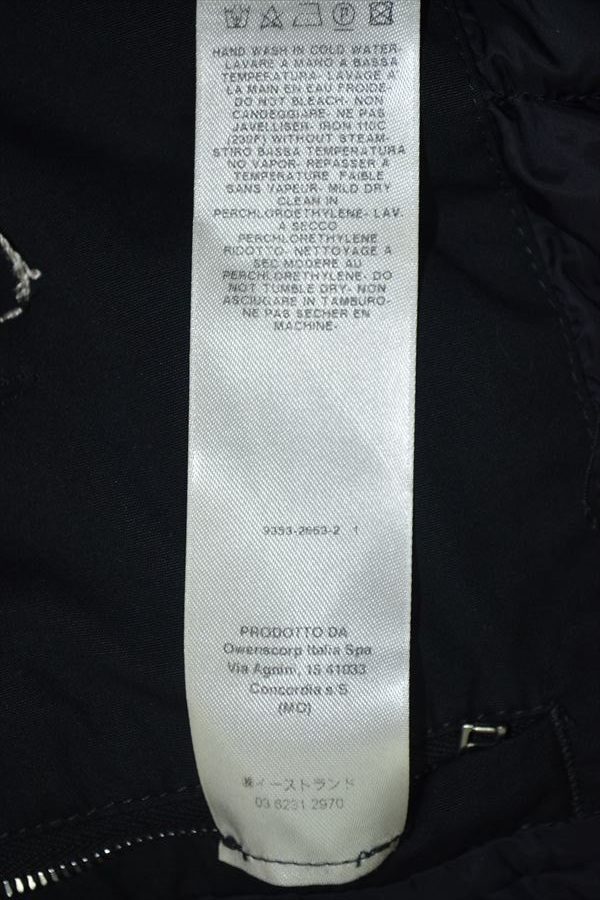 HAND WASH IN COLD WATER-
LAVARE A MANO A BASSA
TEMPERATURA- LAVAGE A
LA MAIN EN EAU FROIDE-
DO NOT BLEACH- NON
CANDEGGIARE- NE PAS
JAVELLISER- IRON 110C
(230F) WITHOUT STEAM-
STIRO BASSA TEMPERATURA
NO VAPOR- REPASSER A
TEMPERATURE FAIBLE
SANS VAPEUR- MILD DRY
CLEAN IN
PERCHLOROETHYLENE- LAV.
A SECCO
PERCHLORETHYLENE
RIDOTTO- NETTOYAGE A
SEC MODERE AU
PERCHLORETHYLENE- DO
NOT TUMBLE DRY- NON
ASCIUGARE IN TAMBURO-
NE PAS SECHER EN
MACHINE-
9353-2663-2 1
PRODOTTO DA
Owenscorp Italia Spa
Via Agnini, 15 41033
Concordia s/S
(MO)
㈱イーストランド
03 6231 2970